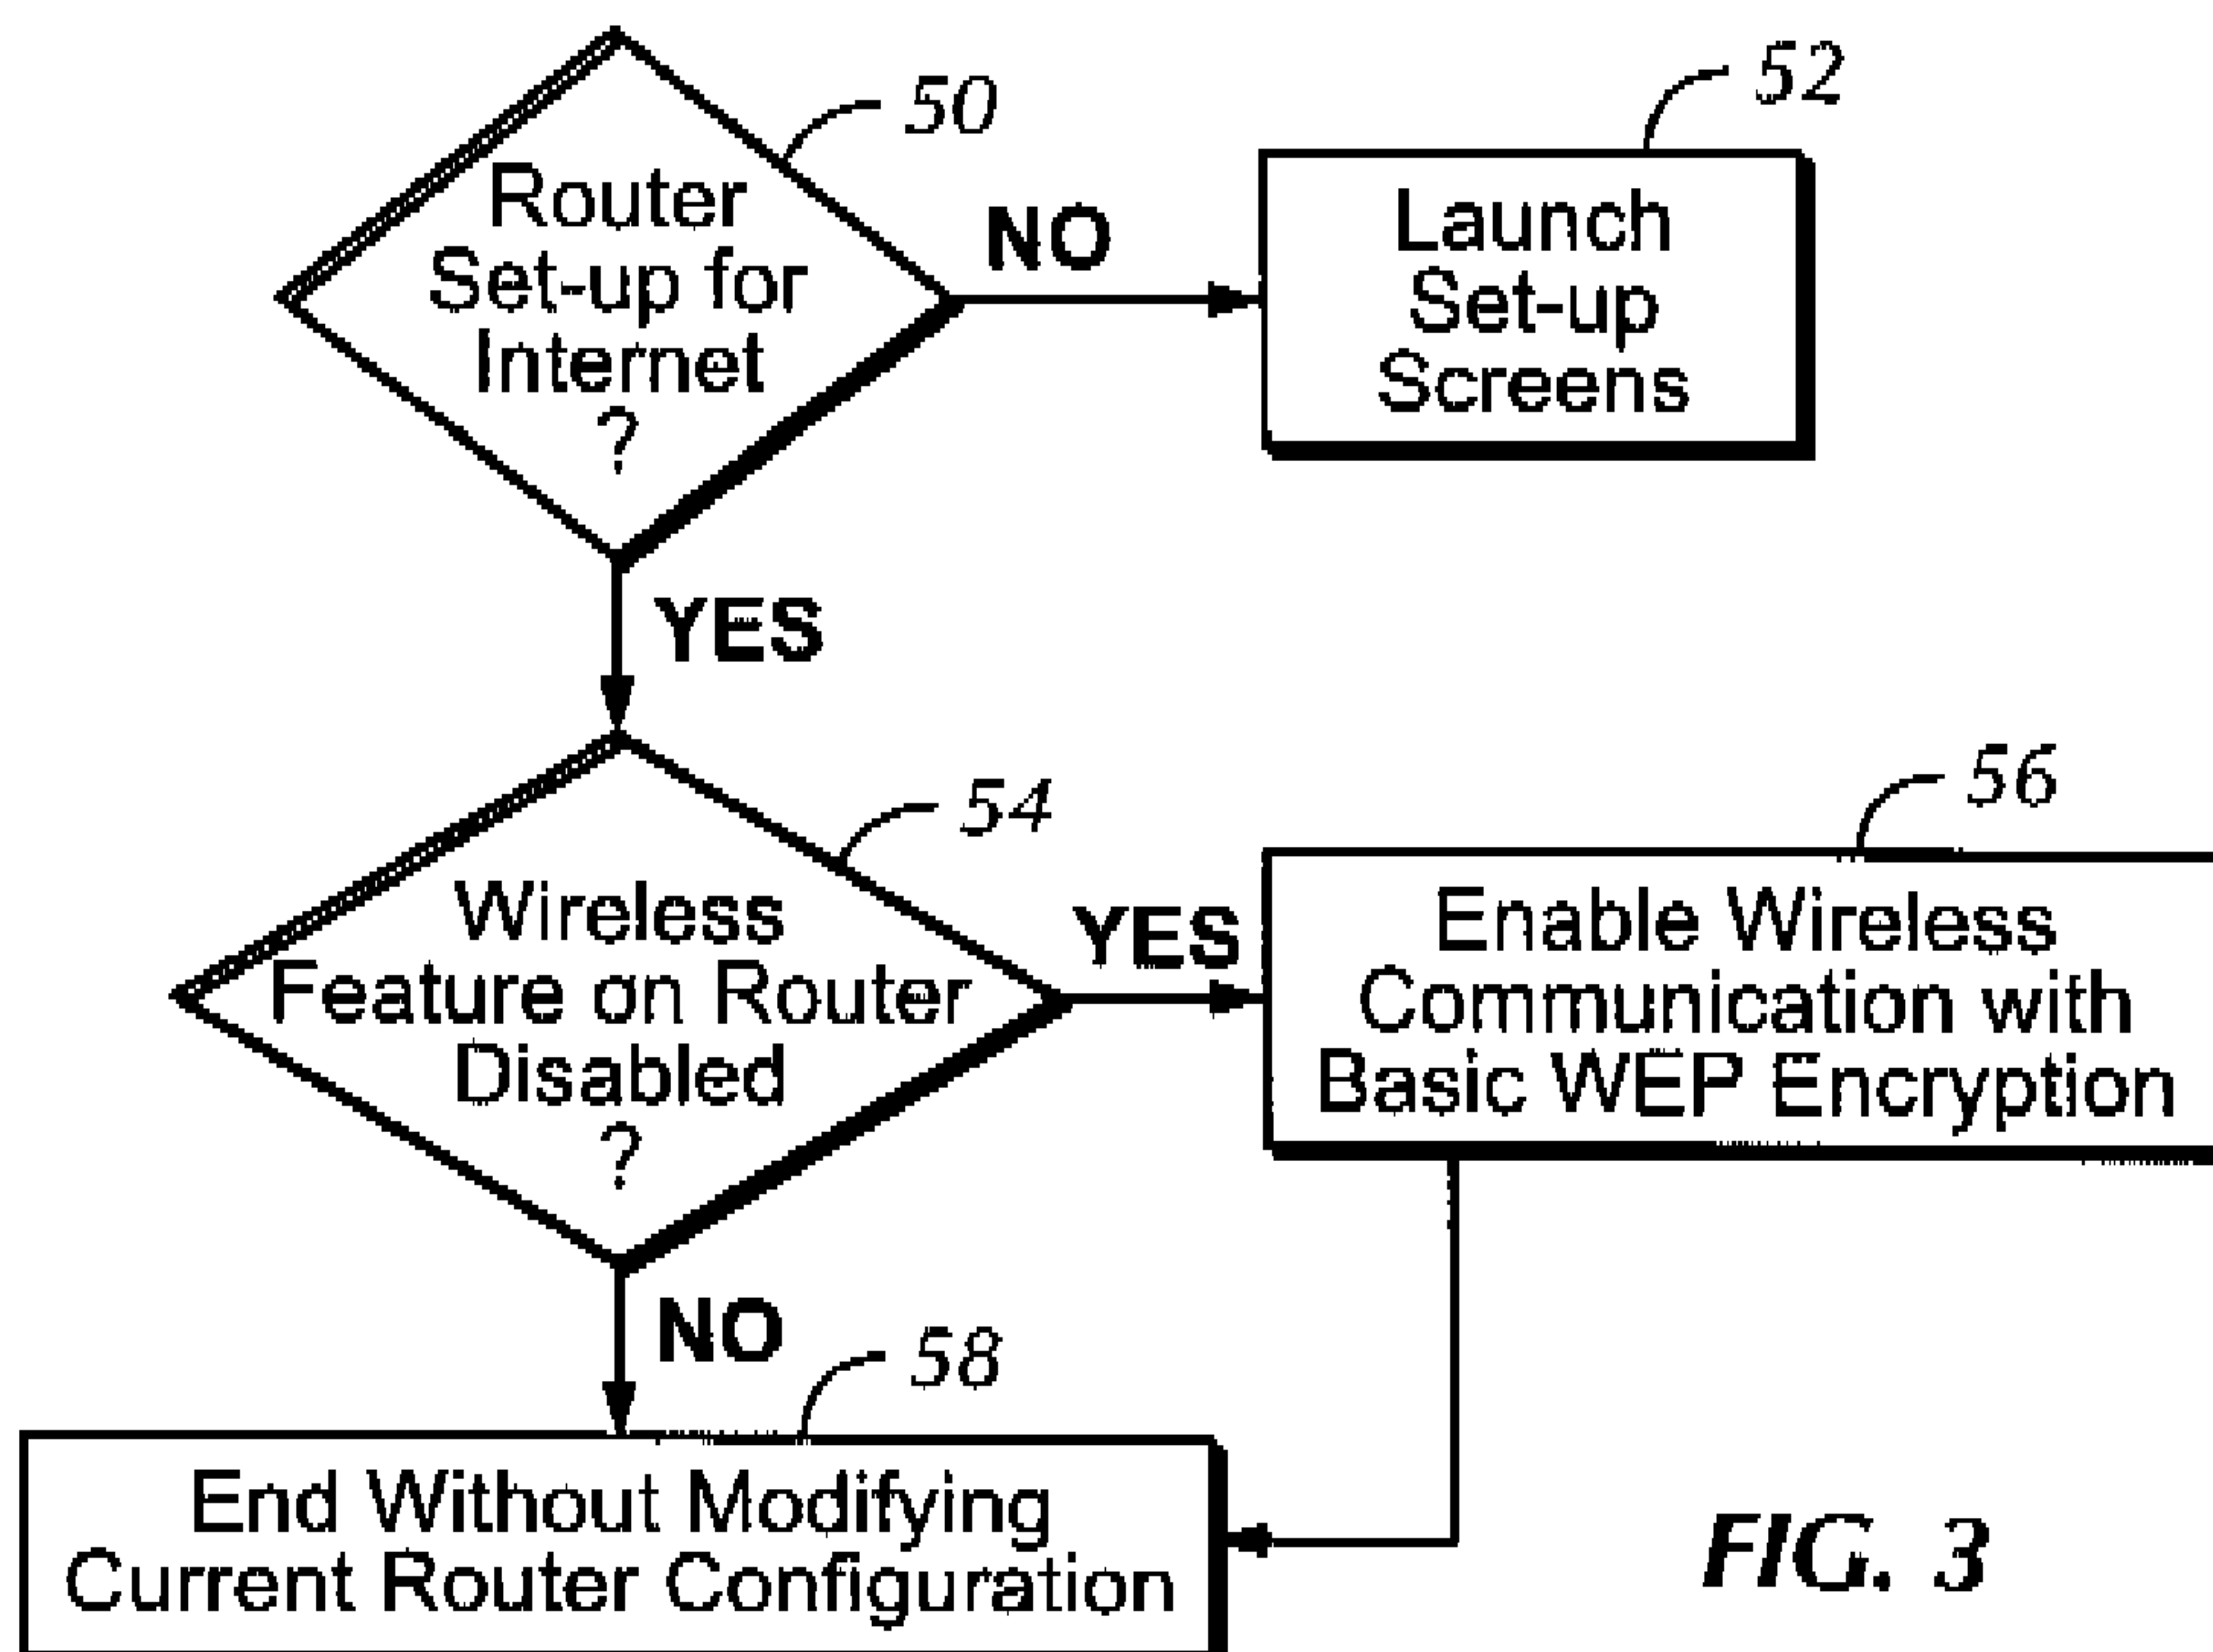 50
Router
Set-up for
Internet
?
NO
52
Launch
Set-up
Screens
YES
54
Wireless
Feature on Router
Disabled
?
YES
56
Enable Wireless
Communication with
Basic WEP Encryption
NO
58
End Without Modifying
Current Router Configuration
FIG. 3